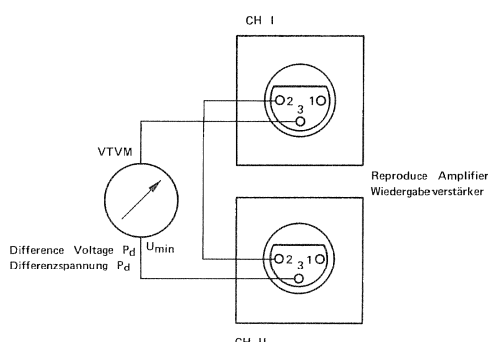 CH I
2 1
3
VTVM
Reproduce Amplifier
Wiedergabeverstärker
Umin
Difference Voltage Pd
Differenzspannung Pd
2 1
3
CH II